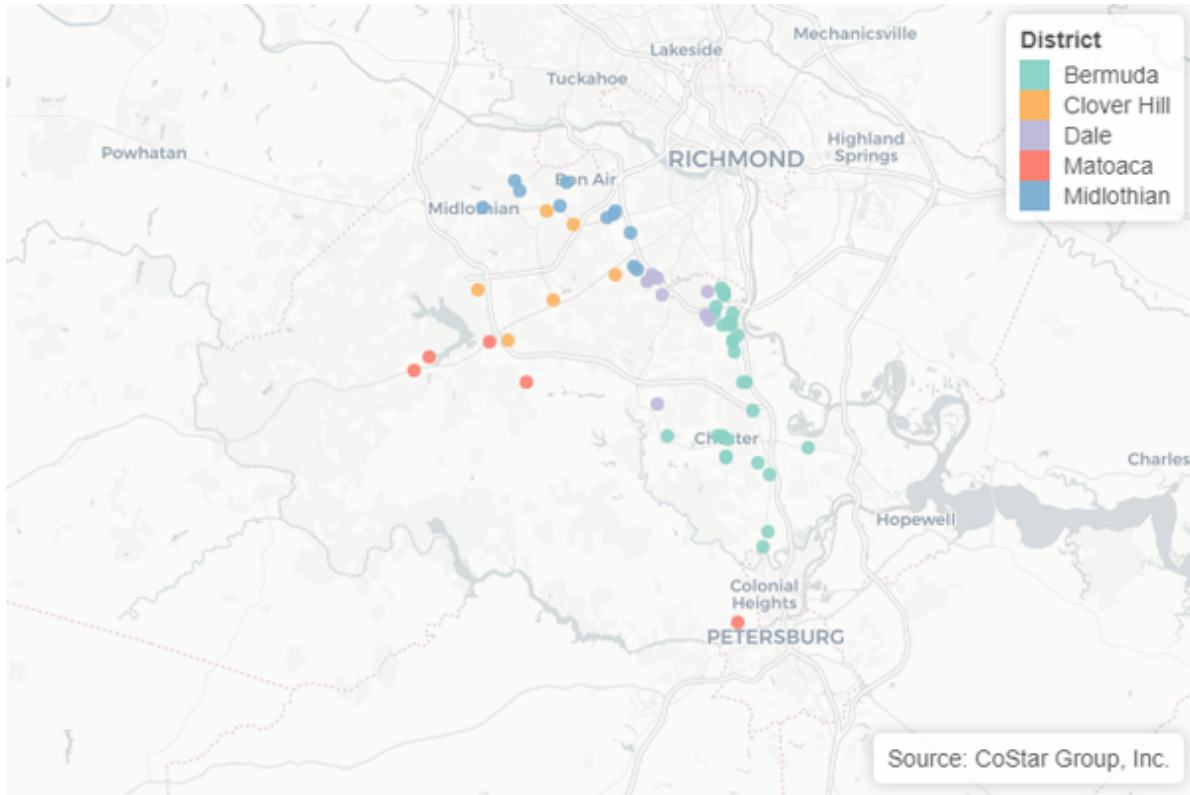 Mechanicsville
Lakeside
Tuckahoe
Powhatan
RICHMOND
Highland
Springs
Bon Air
Midlothian
Chester
Charles
Hopewell
Colonial
Heights
PETERSBURG
District
Bermuda
Clover Hill
Dale
Matoaca
Midlothian
Source: CoStar Group, Inc.